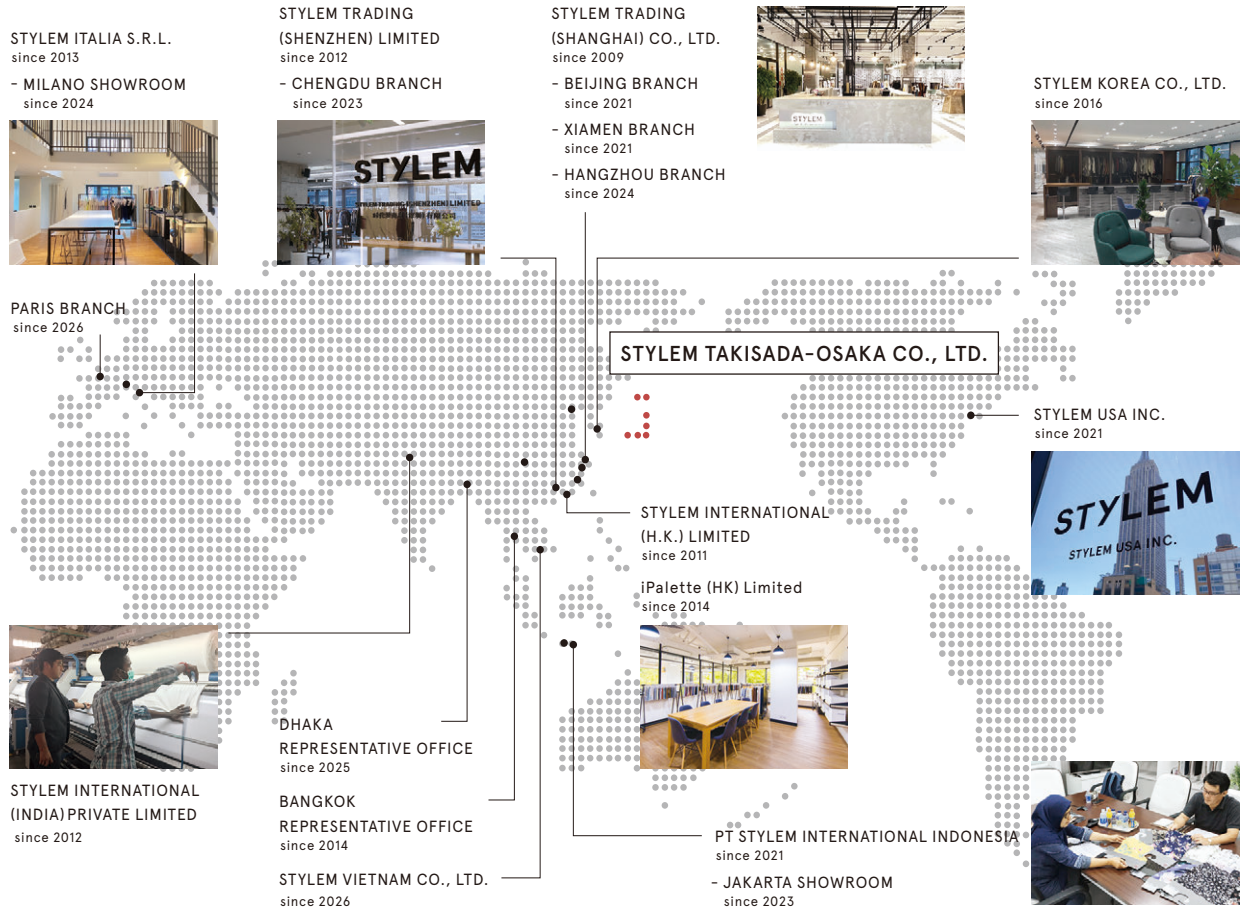 STYLEM ITALIA S.R.L.
since 2013
- MILANO SHOWROOM
since 2024
STYLEM TRADING
(SHENZHEN) LIMITED
since 2012
- CHENGDU BRANCH
since 2023
STYLEM
STYLEM TRADING (SHENZHEN) LIMITED
STYLEM TRADING
(SHANGHAI) CO., LTD.
since 2009
- BEIJING BRANCH
since 2021
- XIAMEN BRANCH
since 2021
- HANGZHOU BRANCH
since 2024
STYLEM
STYLEM KOREA CO., LTD.
since 2016
PARIS BRANCH
since 2026
STYLEM TAKISADA-OSAKA CO., LTD.
STYLEM USA INC.
since 2021
STYLEM
STYLEM USA INC.
STYLEM INTERNATIONAL
(H.K.) LIMITED
since 2011
iPalette (HK) Limited
since 2014
STYLEM INTERNATIONAL
(INDIA) PRIVATE LIMITED
since 2012
DHAKA
REPRESENTATIVE OFFICE
since 2025
BANGKOK
REPRESENTATIVE OFFICE
since 2014
STYLEM VIETNAM CO., LTD.
since 2026
PT STYLEM INTERNATIONAL INDONESIA
since 2021
- JAKARTA SHOWROOM
since 2023